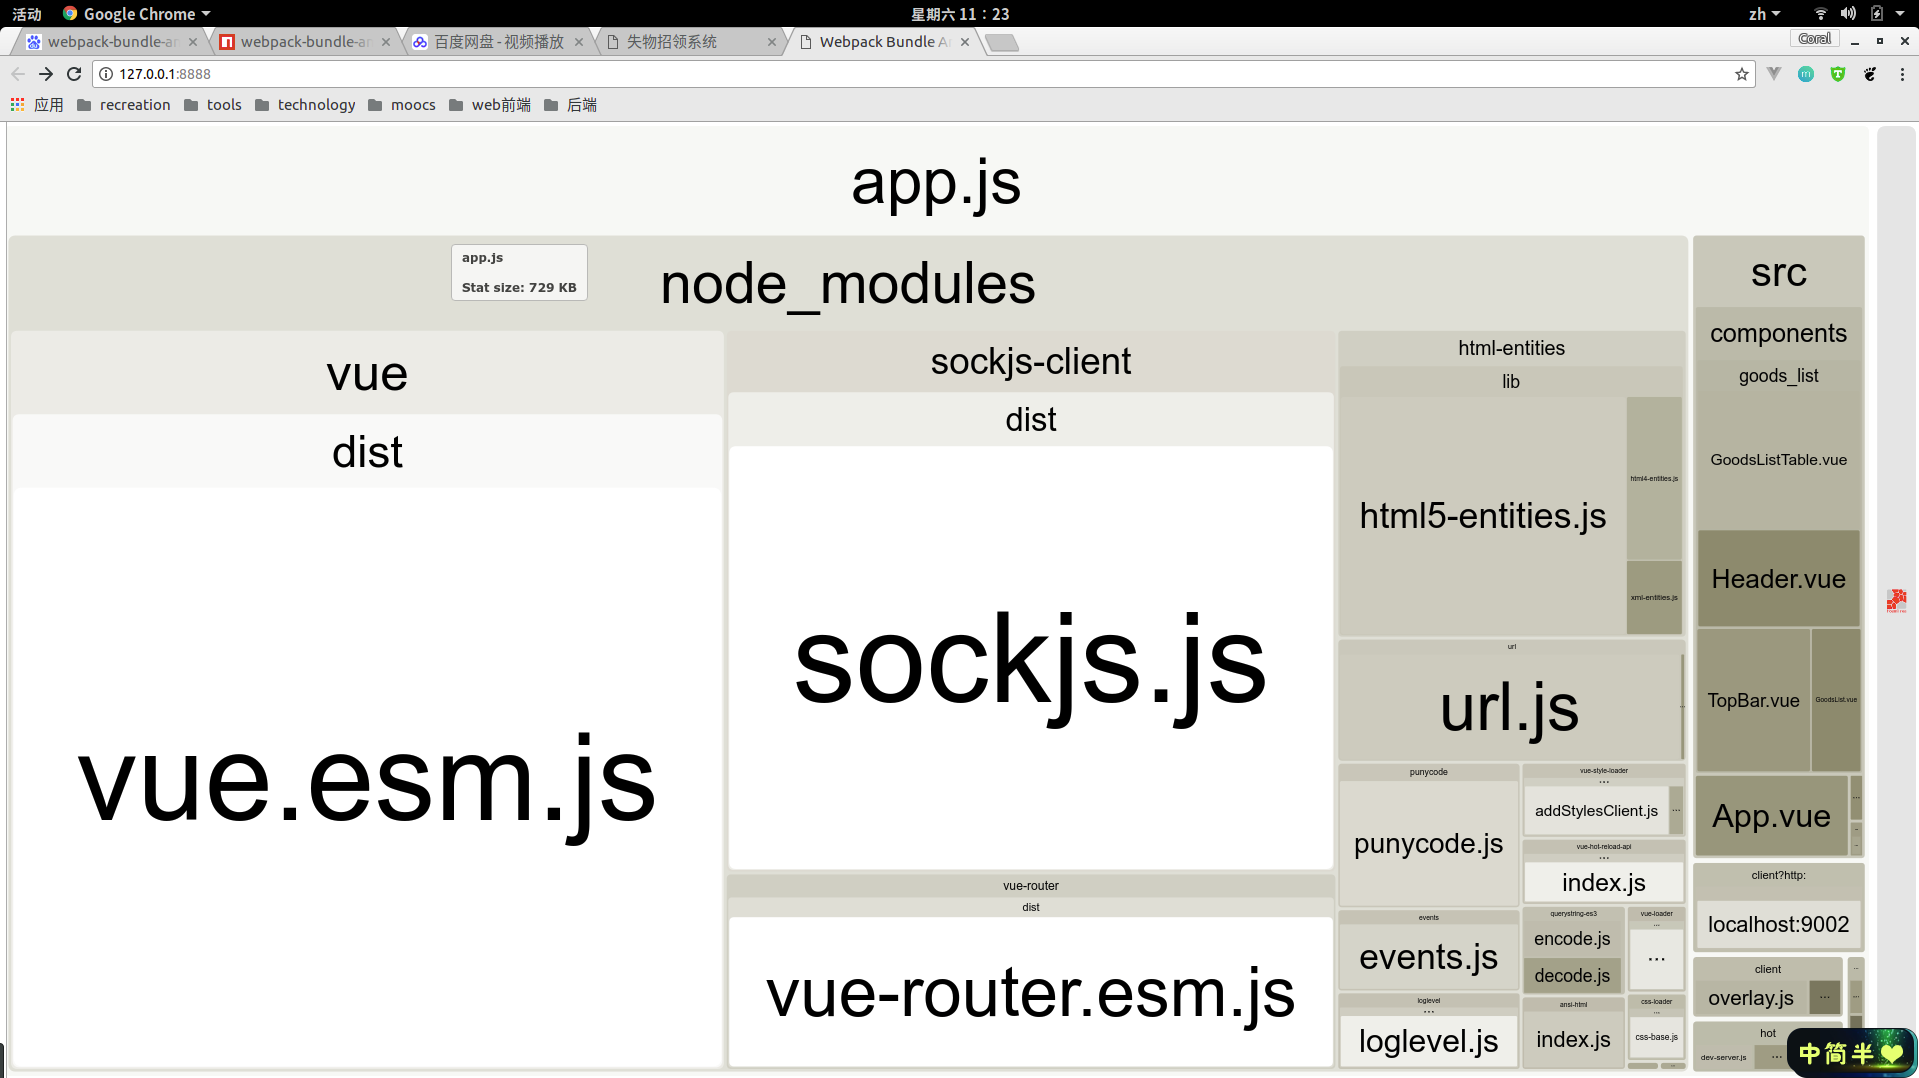 活动
Google Chrome
星期六 11：23
zh
webpack-bundle-an
webpack-bundle-an
百度网盘 - 视频播放
失物招领系统
Webpack Bundle An
Coral
127.0.0.1:8888
应用
recreation
tools
technology
moocs
web前端
后端
app.js
app.js
Stat size: 729 KB
node_modules
vue
dist
vue.esm.js
sockjs-client
dist
sockjs.js
vue-router
dist
vue-router.esm.js
html-entities
lib
html5-entities.js
html4-entities.js
xml-entities.js
url
url.js
...
punycode
punycode.js
vue-style-loader
...
addStylesClient.js
...
vue-hot-reload-api
...
index.js
events
events.js
querystring-es3
encode.js
decode.js
vue-loader
...
...
loglevel
...
loglevel.js
ansi-html
index.js
css-loader
...
css-base.js
...
src
components
goods_list
GoodsListTable.vue
Header.vue
TopBar.vue
GoodsList.vue
App.vue
...
client?http:
localhost:9002
client
overlay.js
...
hot
dev-server.js
...
中简半